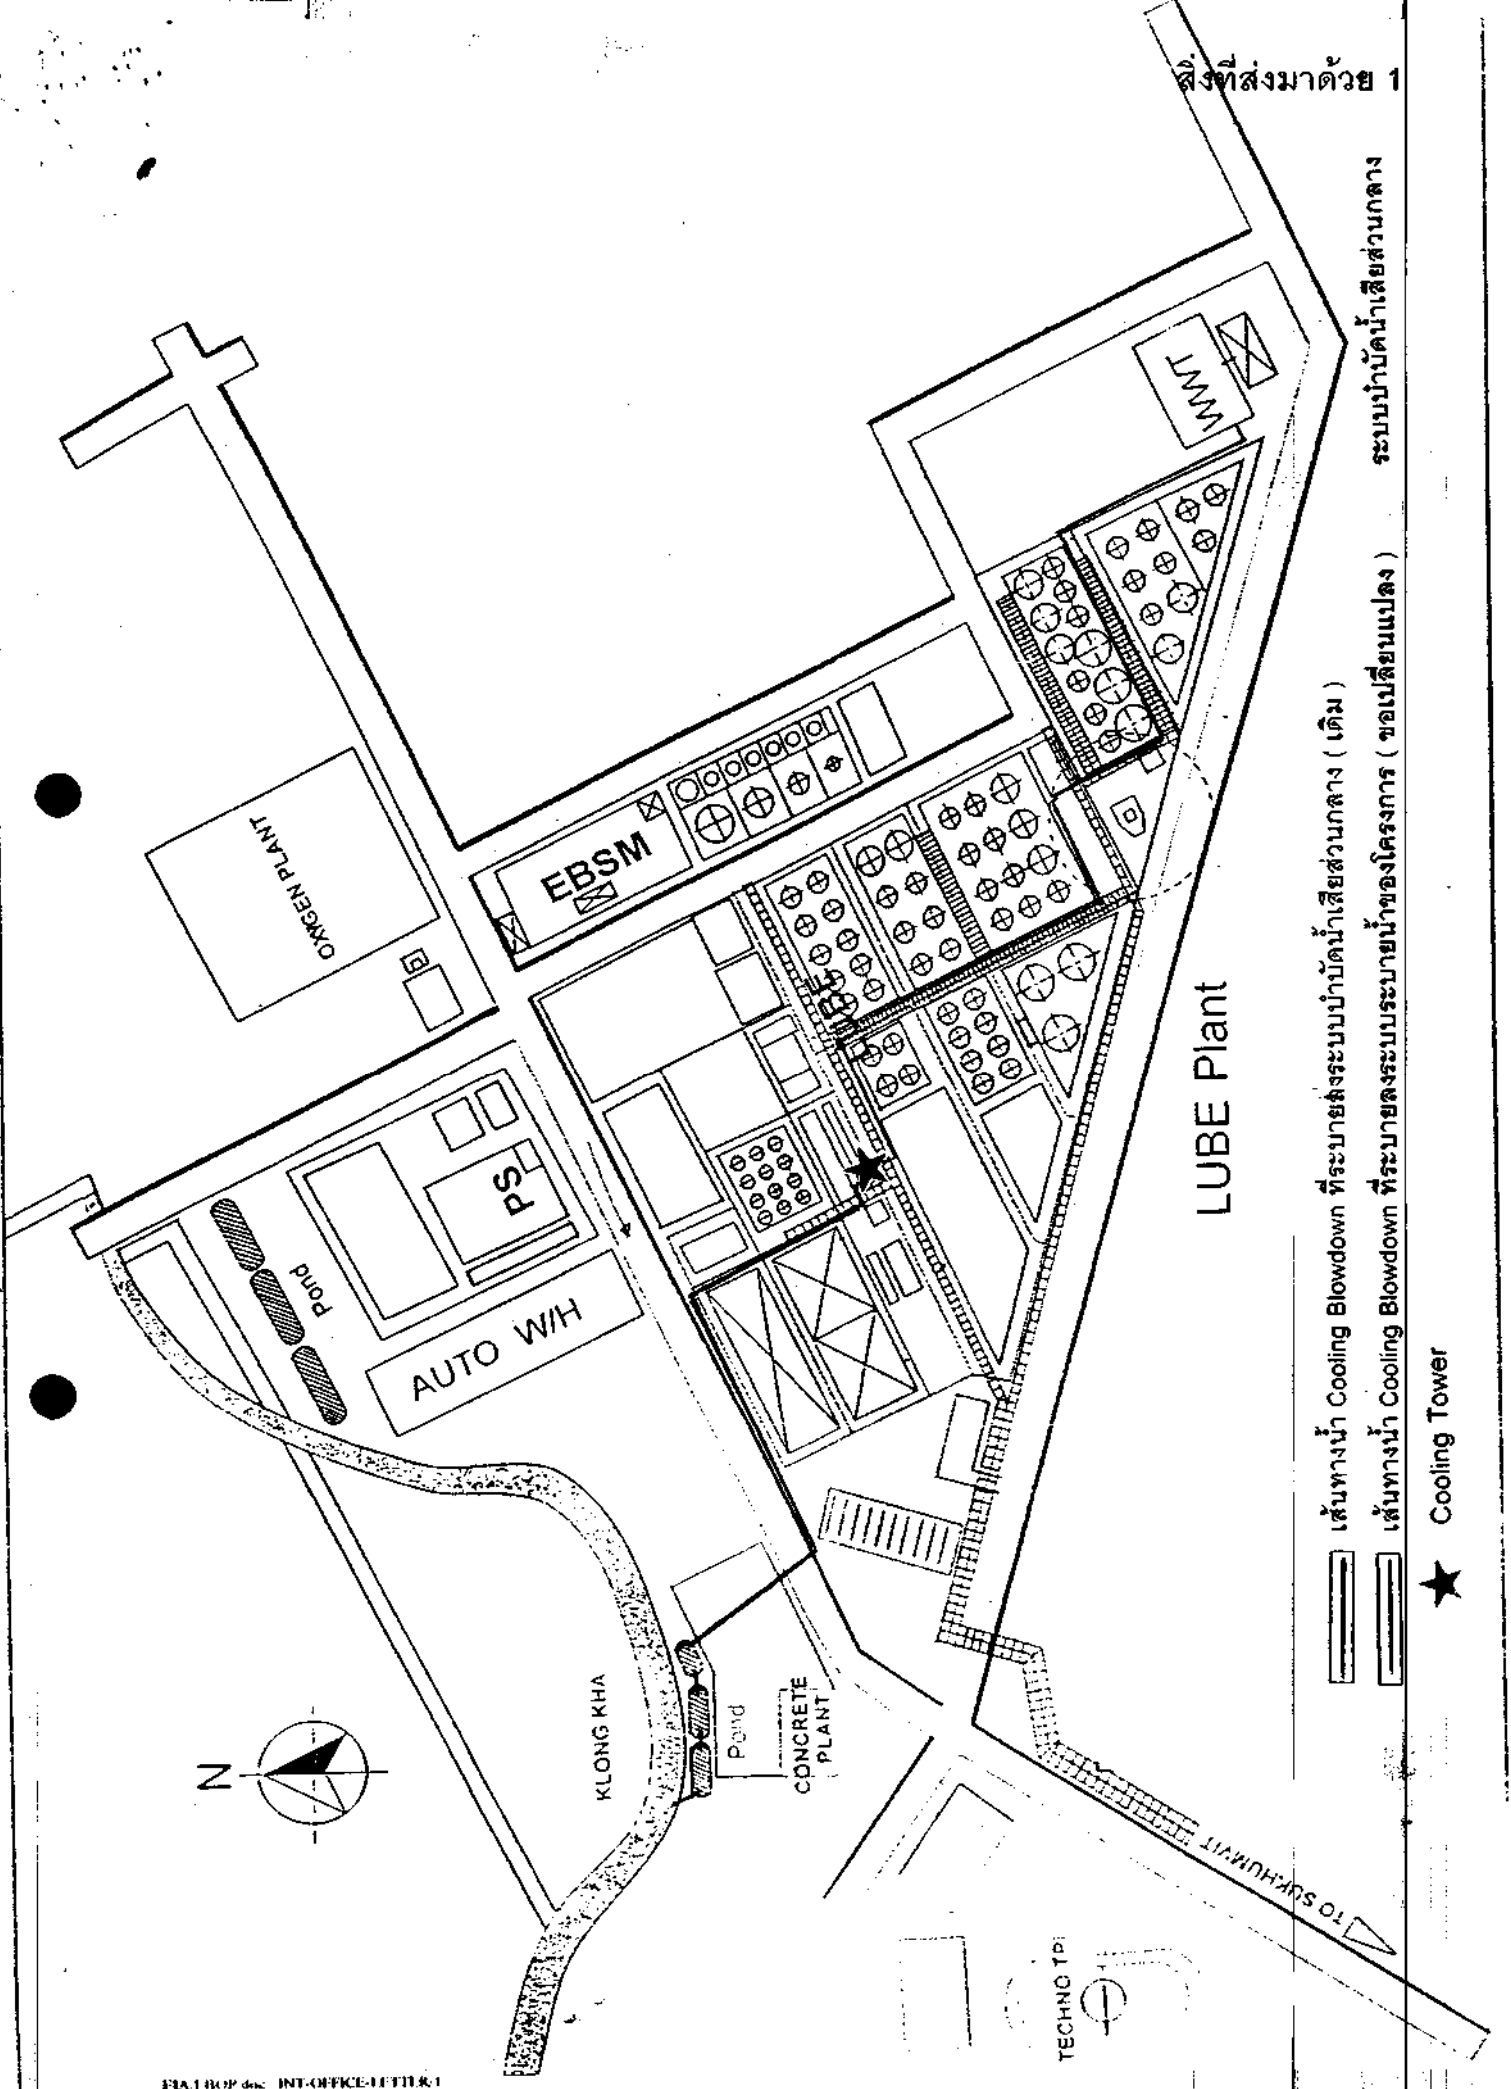 สิ่งที่ส่งมาด้วย 1
OXYGEN PLANT
EBSM
WWT
LUBE
PS
AUTO W/H
Pond
N
KLONG KHA
Pond
CONCRETE
PLANT
TECHNO TPI
TO SUKHUMVIT
LUBE Plant
เส้นทางน้ำ Cooling Blowdown ที่ระบายลงระบบบำบัดน้ำเสียส่วนกลาง ( เดิม )
ระบบบำบัดน้ำเสียส่วนกลาง
เส้นทางน้ำ Cooling Blowdown ที่ระบายลงระบบระบายน้ำของโครงการ ( ขอเปลี่ยนแปลง )
Cooling Tower
INT-OFFICE-LETTER/1